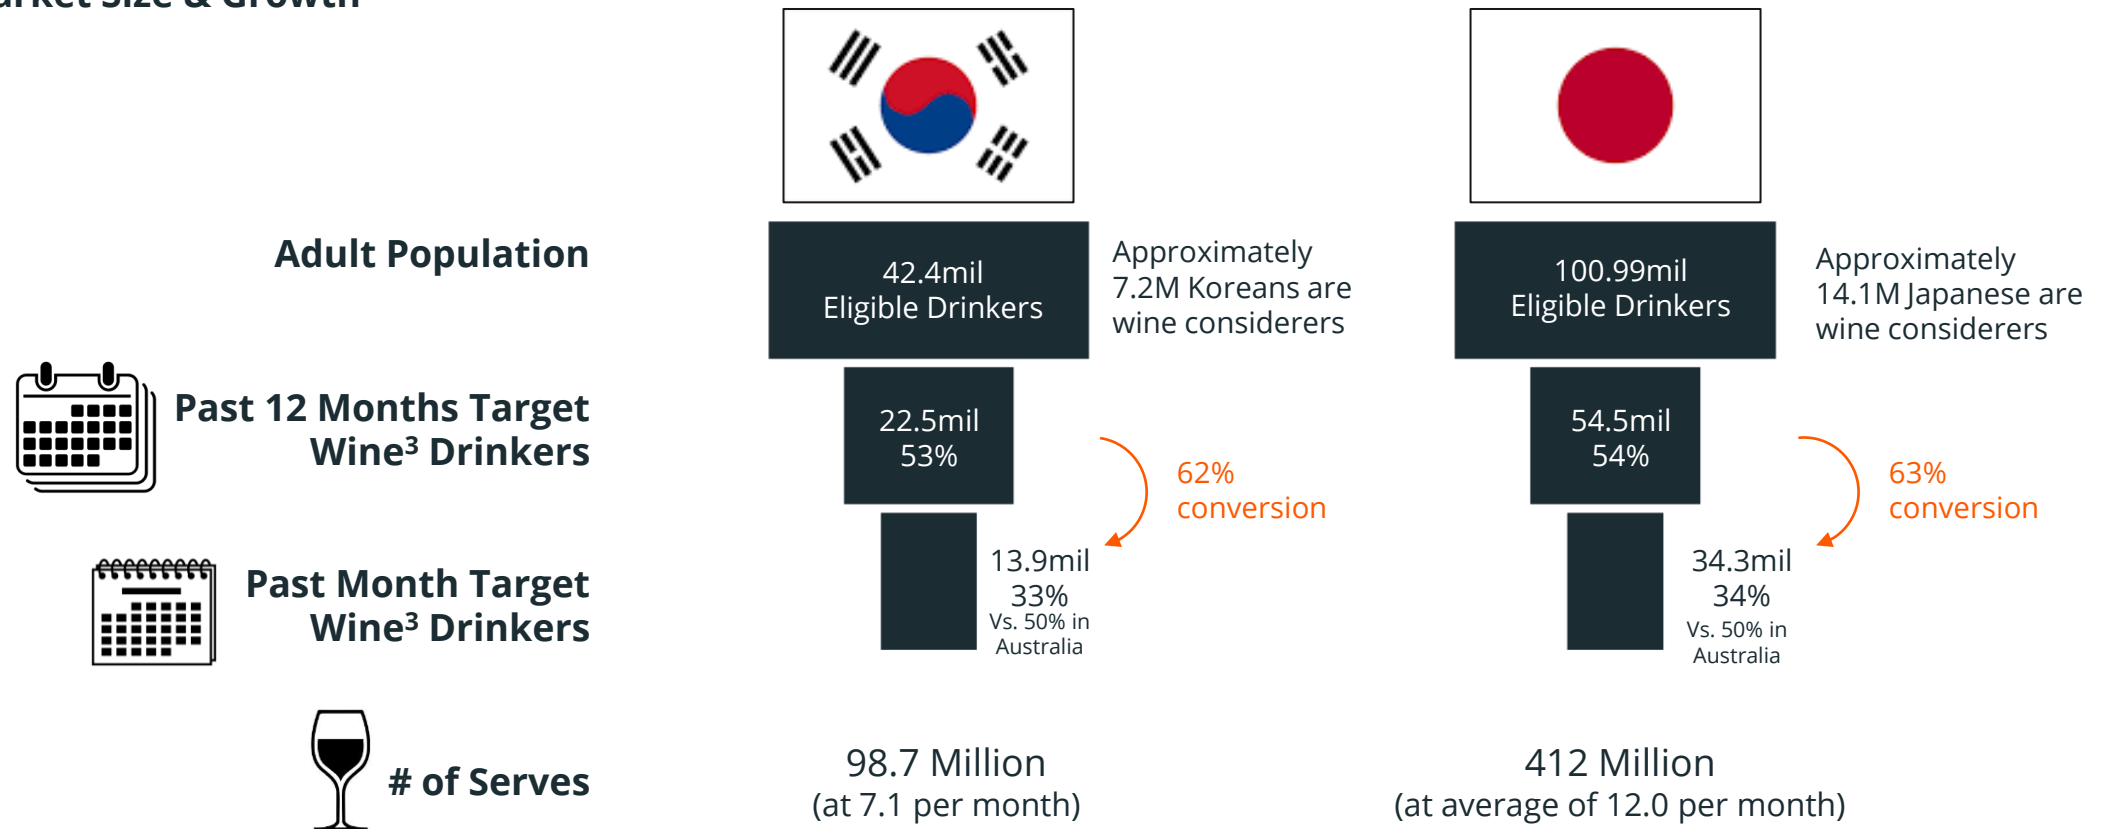 Market Size & Growth
Adult Population
42.4mil
Eligible Drinkers
Approximately
7.2M Koreans are
wine considerers
100.99mil
Eligible Drinkers
Approximately
14.1M Japanese are
wine considerers
Past 12 Months Target
Wine³ Drinkers
22.5mil
53%
62%
conversion
54.5mil
54%
63%
conversion
Past Month Target
Wine³ Drinkers
13.9mil
33%
Vs. 50% in
Australia
34.3mil
34%
Vs. 50% in
Australia
# of Serves
98.7 Million
(at 7.1 per month)
412 Million
(at average of 12.0 per month)